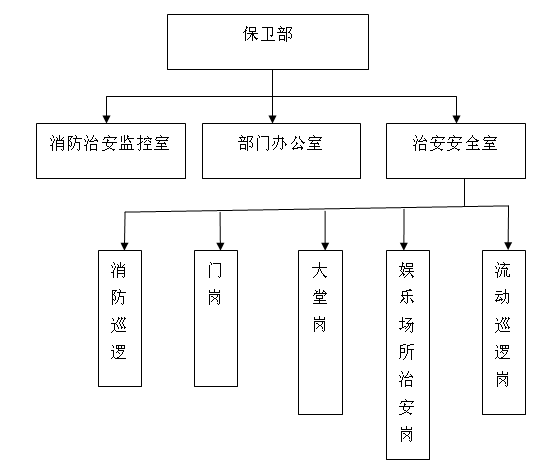 保卫部
消防治安监控室
部门办公室
治安安全室
消防巡逻
门岗
大堂岗
娱乐场所治安岗
流动巡逻岗